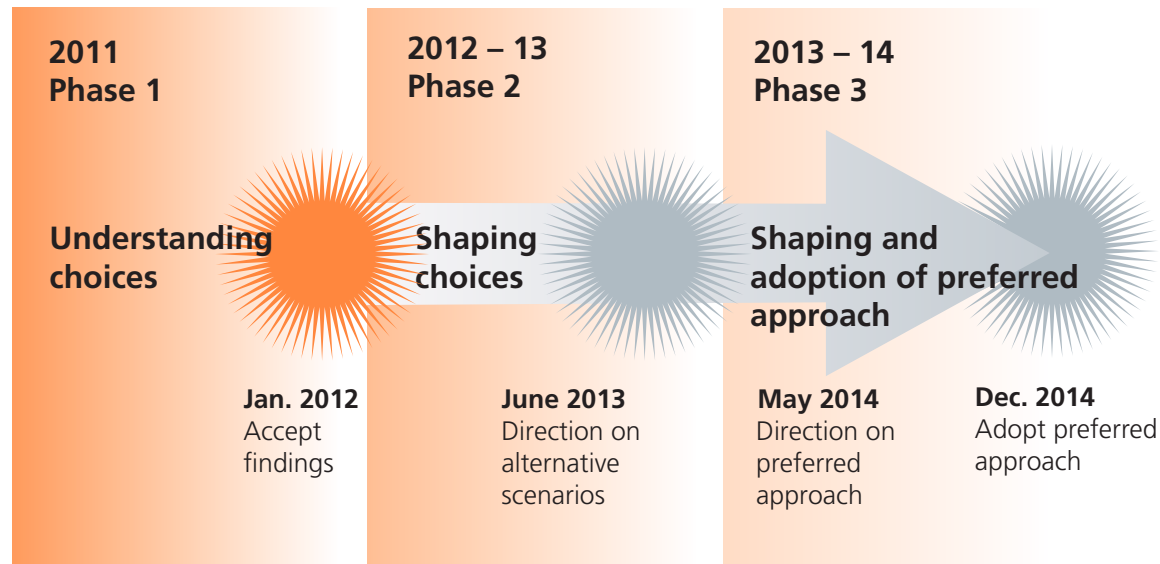 2011
Phase 1
Understanding
choices
Jan. 2012
Accept
findings
2012 – 13
Phase 2
Shaping
choices
June 2013
Direction on
alternative
scenarios
2013 – 14
Phase 3
Shaping and
adoption of preferred
approach
May 2014
Direction on
preferred
approach
Dec. 2014
Adopt preferred
approach